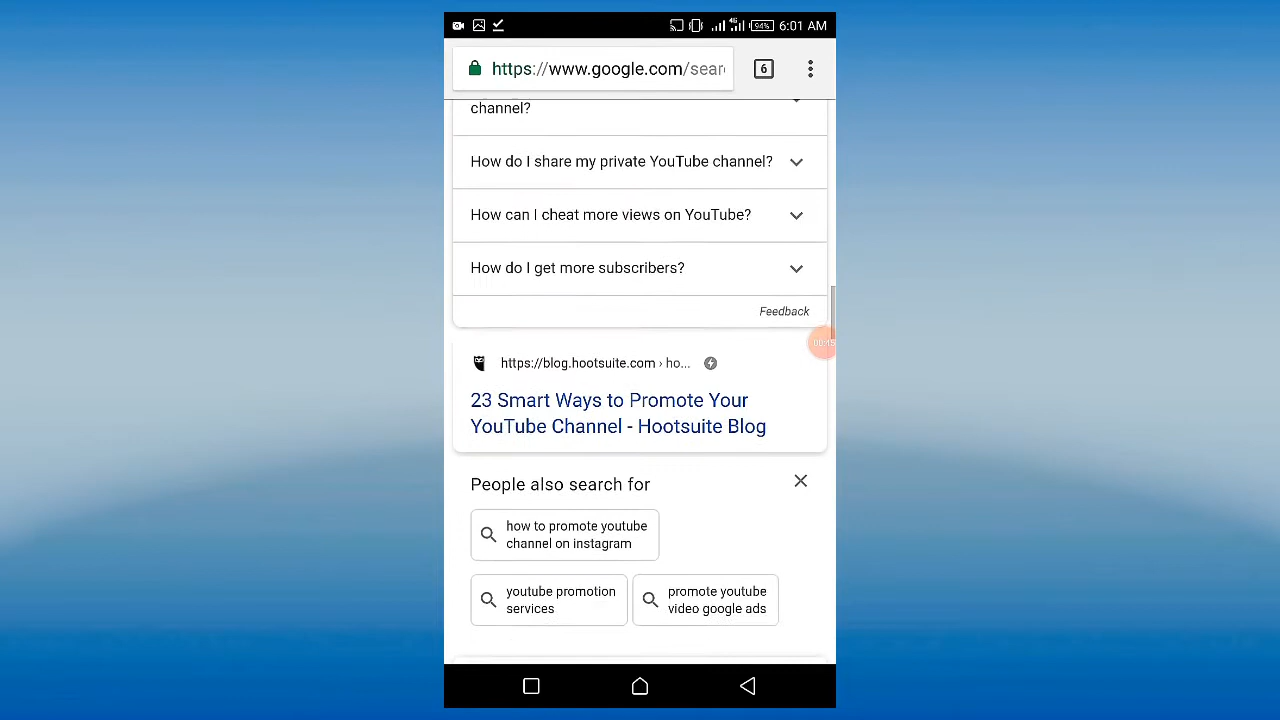 94%
6:01 AM
https://www.google.com/sear
6
channel?
How do I share my private YouTube channel?
How can I cheat more views on YouTube?
How do I get more subscribers?
Feedback
00:15
https://blog.hootsuite.com › ho...
23 Smart Ways to Promote Your
YouTube Channel - Hootsuite Blog
People also search for
how to promote youtube
channel on instagram
youtube promotion
services
promote youtube
video google ads